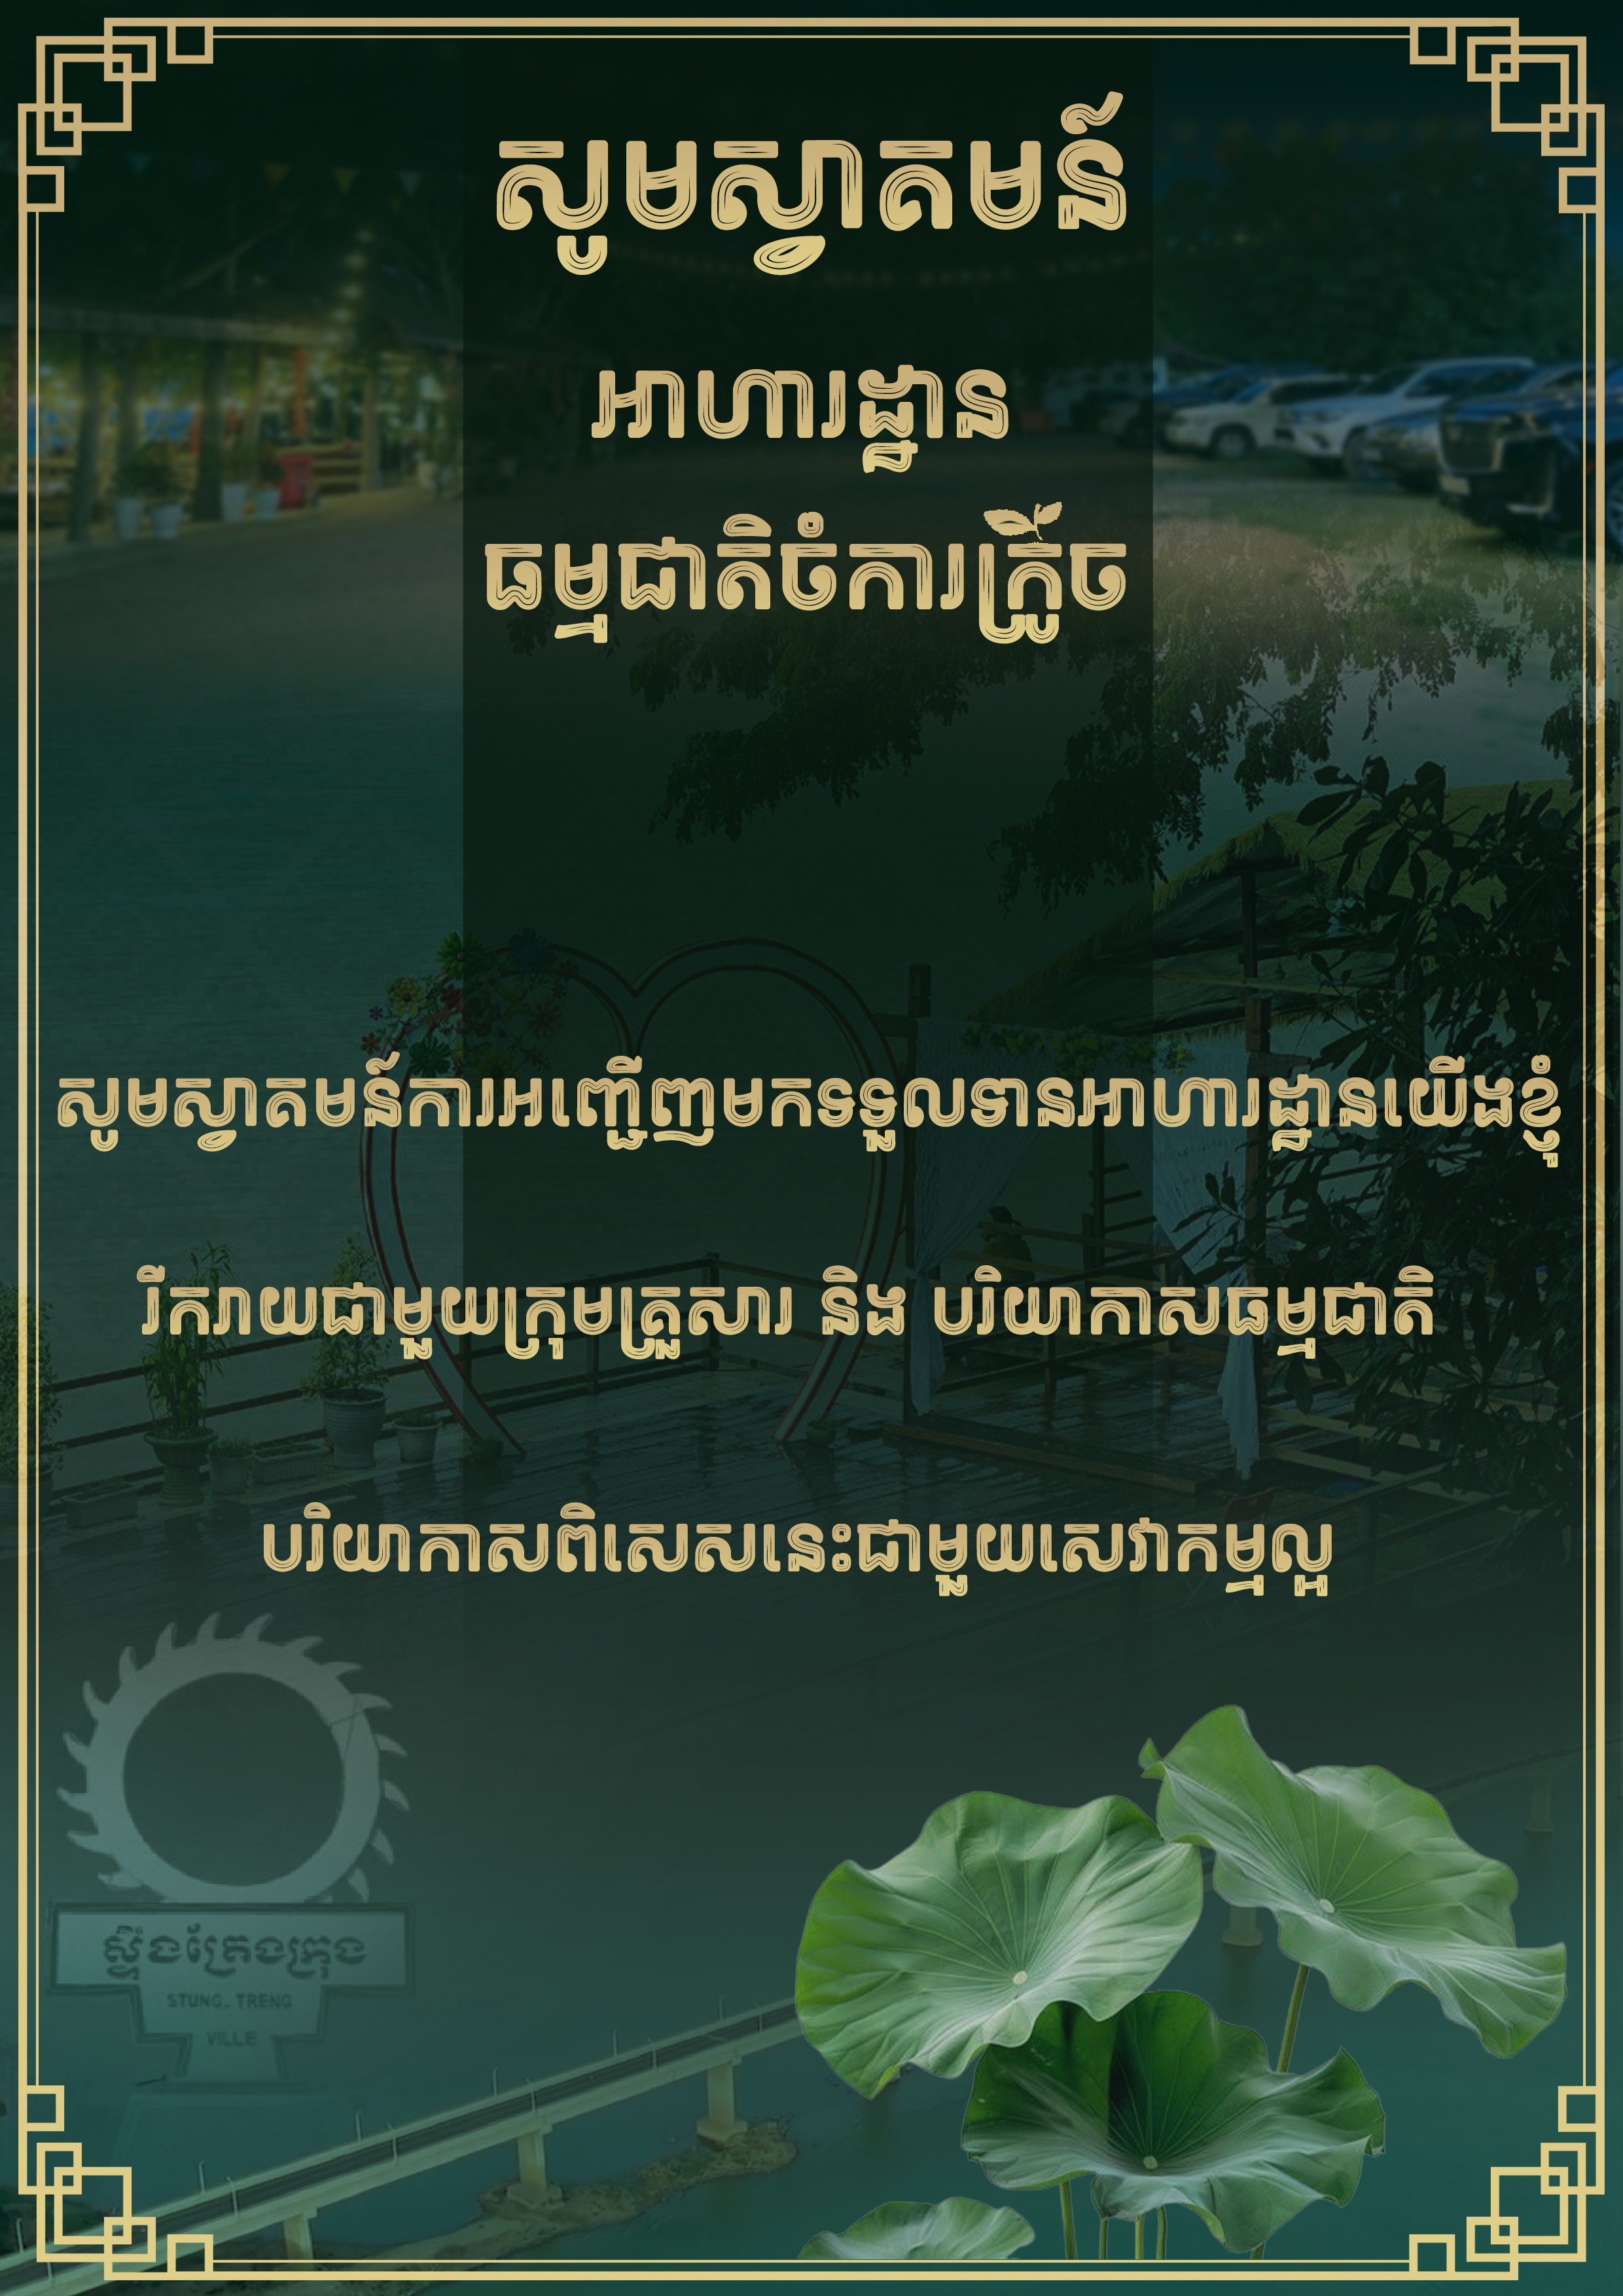 សូមស្វាគមន៍
អាហារដ្ឋាន
ធម្មជាតិចំការក្រូច
សូមស្វាគមន៍ការអញ្ជើញមកទទួលទានអាហារដ្ឋានយើងខ្ញុំ
រីករាយជាមួយក្រុមគ្រួសារ និង បរិយាកាសធម្មជាតិ
បរិយាកាសពិសេសនេះជាមួយសេវាកម្មល្អ
ស្ទឹងត្រែងក្រុង
STUNG.TRENG
VILLE